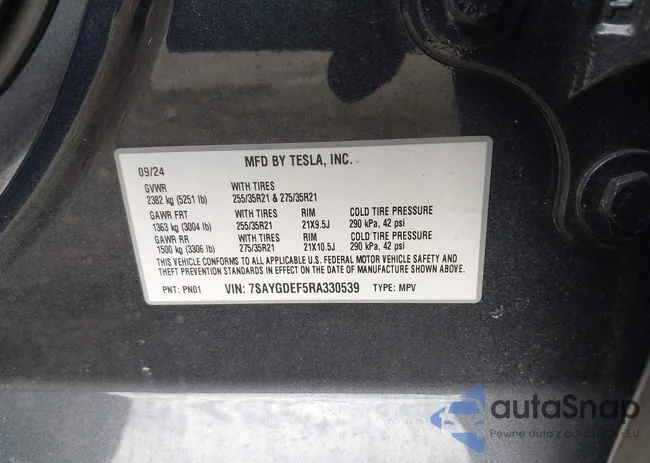 MFD BY TESLA, INC.
09/24
GVWR WITH TIRES
2382 kg (5251 lb) 255/35R21 & 275/35R21
GAWR FRT WITH TIRES RIM COLD TIRE PRESSURE
1363 kg (3004 lb) 255/35R21 21X9.5J 290 kPa, 42 psi
GAWR RR WITH TIRES RIM COLD TIRE PRESSURE
1500 kg (3306 lb) 275/35R21 21X10.5J 290 kPa, 42 psi
THIS VEHICLE CONFORMS TO ALL APPLICABLE U.S. FEDERAL MOTOR VEHICLE SAFETY AND
THEFT PREVENTION STANDARDS IN EFFECT ON THE DATE OF MANUFACTURE SHOWN ABOVE.
PNT: PN01 VIN: 7SAYGDEF5RA330539 TYPE: MPV
autaSnap
Pewne auta z